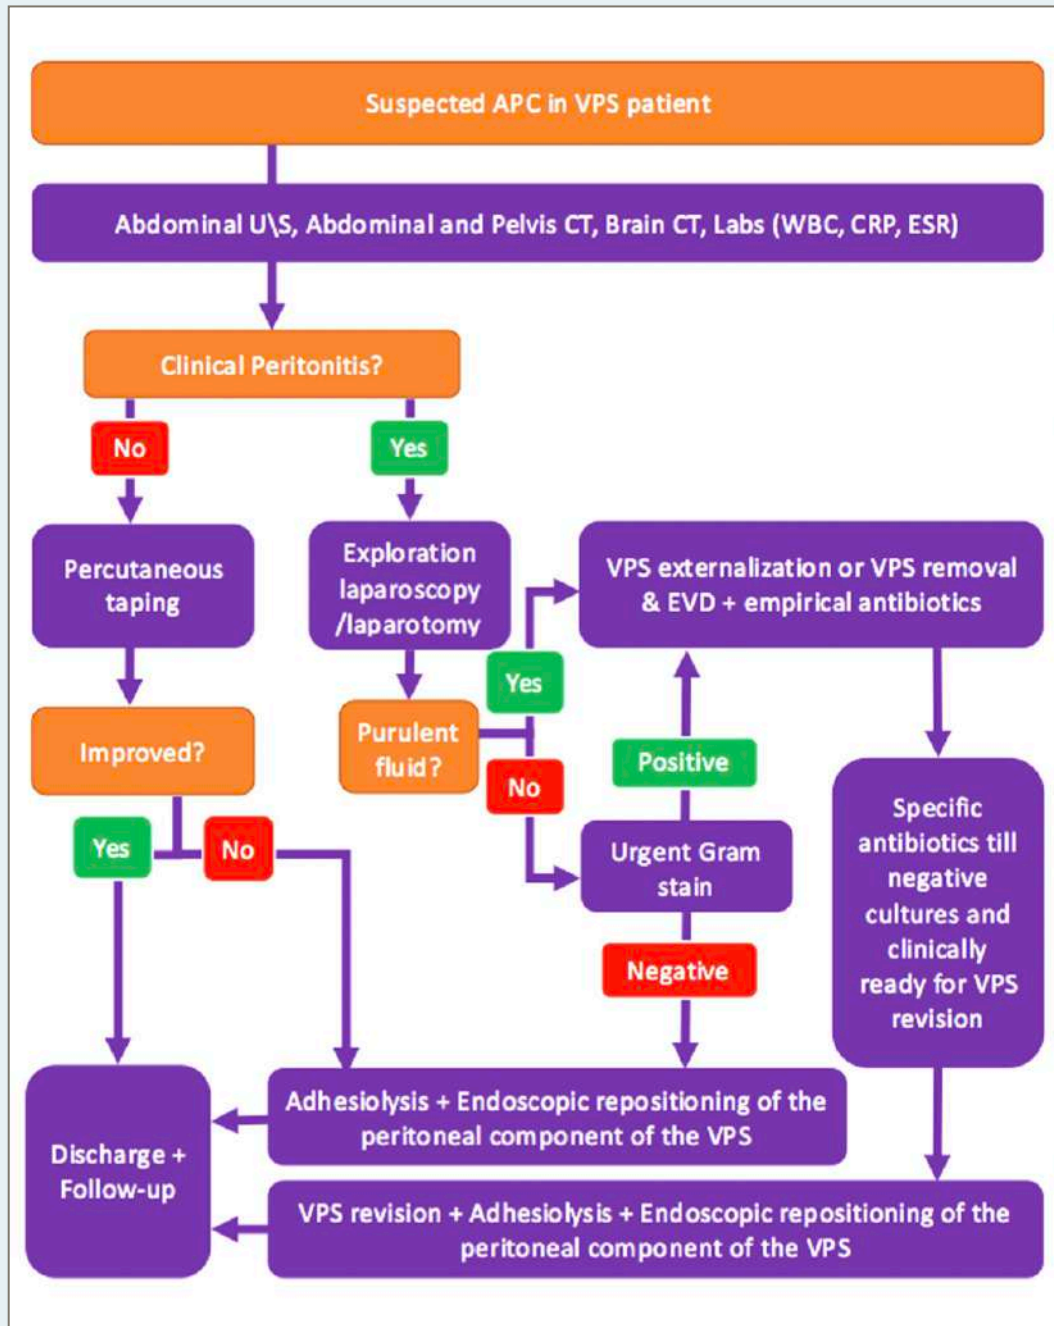 Suspected APC in VPS patient
Abdominal U\S, Abdominal and Pelvis CT, Brain CT, Labs (WBC, CRP, ESR)
Clinical Peritonitis?
No
Yes
Percutaneous
taping
Exploration
laparoscopy
/laparotomy
VPS externalization or VPS removal
& EVD + empirical antibiotics
Yes
Improved?
Purulent
fluid?
No
Positive
Yes
No
Urgent Gram
stain
Specific
antibiotics till
negative
cultures and
clinically
ready for VPS
revision
Negative
Adhesiolysis + Endoscopic repositioning of the
peritoneal component of the VPS
Discharge +
Follow-up
VPS revision + Adhesiolysis + Endoscopic repositioning of the
peritoneal component of the VPS